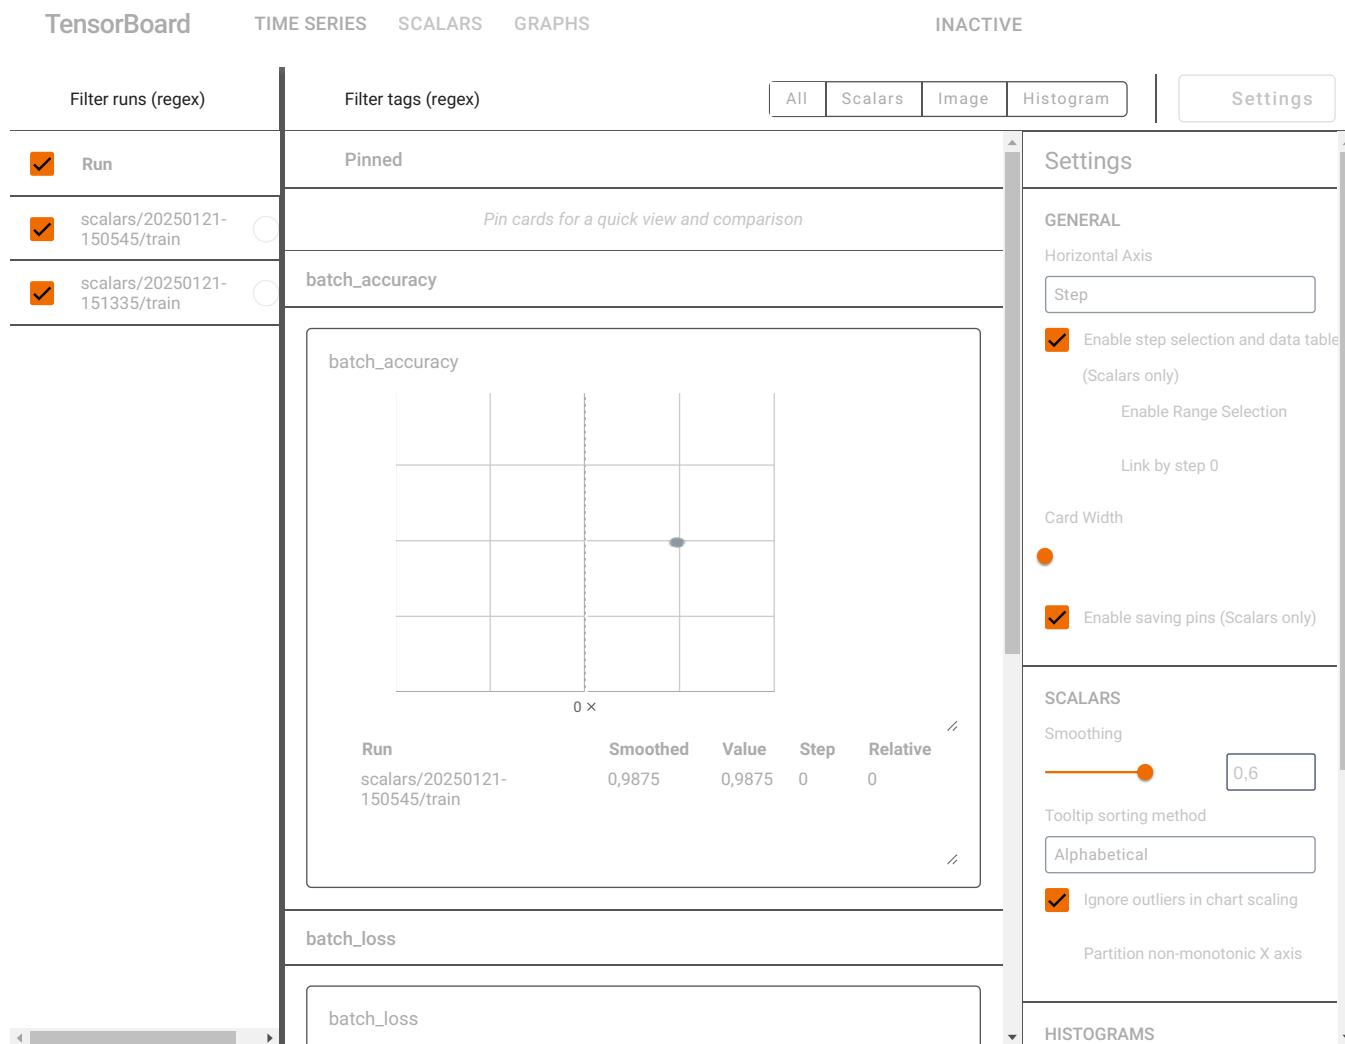 TensorBoard TIME SERIES SCALARS GRAPHS INACTIVE
Filter runs (regex)
Run
scalars/20250121-
150545/train
scalars/20250121-
151335/train
Filter tags (regex)
All Scalars Image Histogram
Settings
Pinned
Pin cards for a quick view and comparison
batch_accuracy
batch_accuracy
0 ×
Run Smoothed Value Step Relative
scalars/20250121- 0,9875 0,9875 0 0
150545/train
batch_loss
batch_loss
Settings
GENERAL
Horizontal Axis
Step
Enable step selection and data table
(Scalars only)
Enable Range Selection
Link by step 0
Card Width
Enable saving pins (Scalars only)
SCALARS
Smoothing
0,6
Tooltip sorting method
Alphabetical
Ignore outliers in chart scaling
Partition non-monotonic X axis
HISTOGRAMS